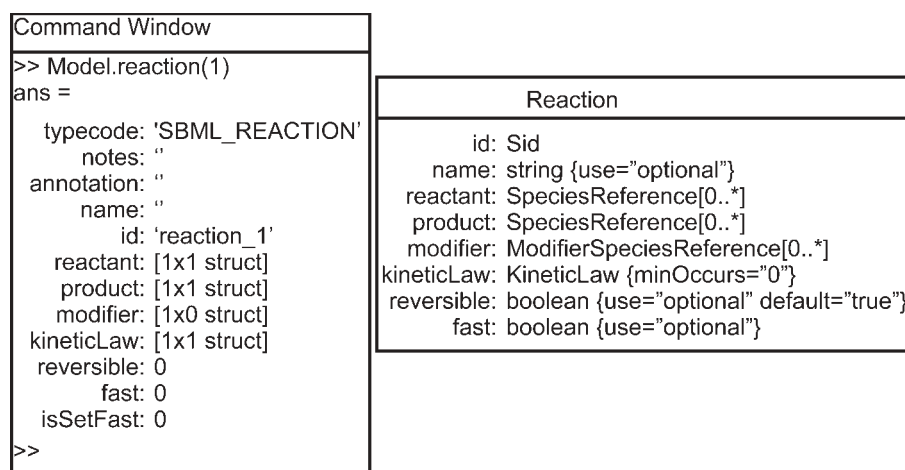 Command Window
>> Model.reaction(1)
ans =
typecode: 'SBML_REACTION’
notes: ‘’
annotation: ‘’
name: ‘’
id: ‘reaction_1’
reactant: [1x1 struct]
product: [1x1 struct]
modifier: [1x0 struct]
kineticLaw: [1x1 struct]
reversible: 0
fast: 0
isSetFast: 0
>>
Reaction
id: Sid
name: string {use=”optional”}
reactant: SpeciesReference[0..*]
product: SpeciesReference[0..*]
modifier: ModifierSpeciesReference[0..*]
kineticLaw: KineticLaw {minOccurs=”0”}
reversible: boolean {use=”optional” default=”true”}
fast: boolean {use=”optional”}